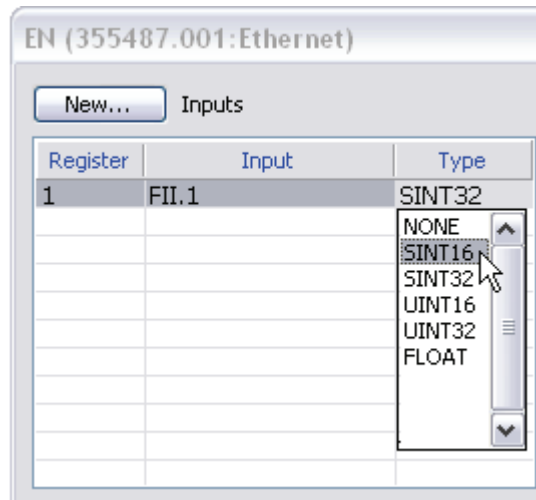 EN (355487.001:Ethernet)
New... Inputs
Register Input Type
1 FII.1 SINT32
NONE
SINT16
SINT32
UINT16
UINT32
FLOAT